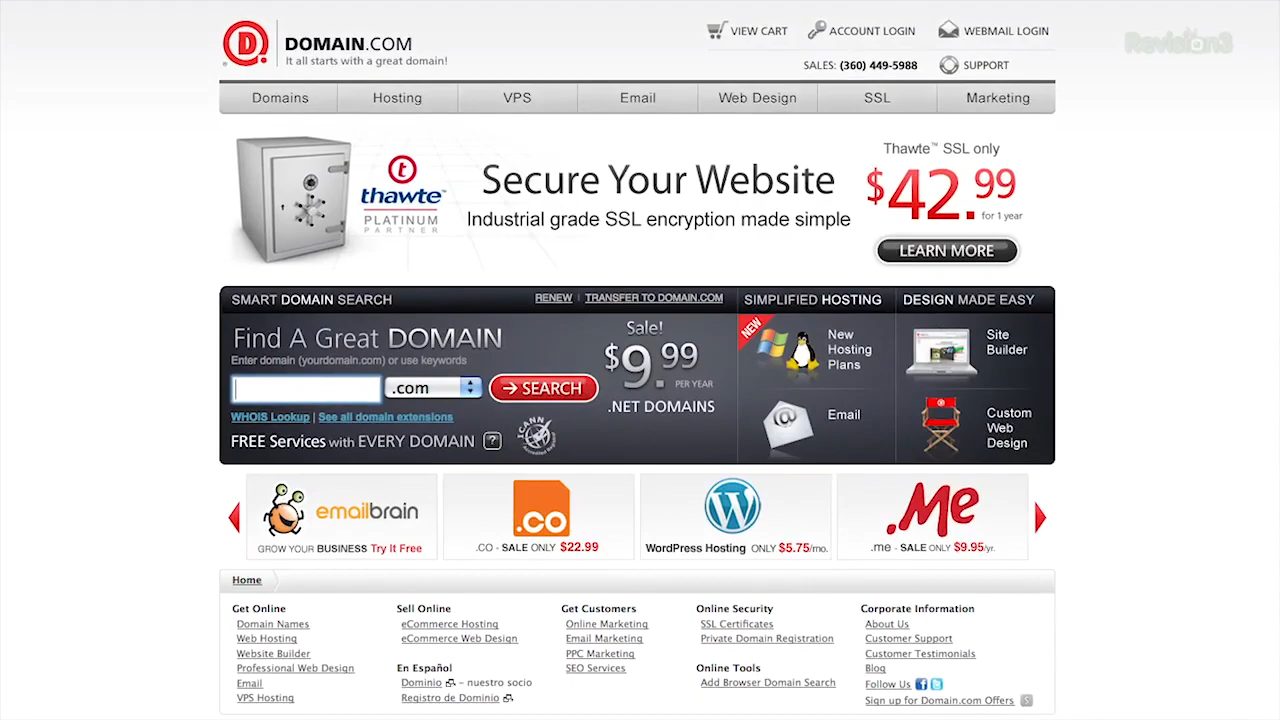 DOMAIN.COM
It all starts with a great domain!
VIEW CART
ACCOUNT LOGIN
WEBMAIL LOGIN
SALES: (360) 449-5988
SUPPORT
Revision3
Domains
Hosting
VPS
Email
Web Design
SSL
Marketing
thawte™
PLATINUM
PARTNER
Secure Your Website
Industrial grade SSL encryption made simple
Thawte™ SSL only
$42.99
for 1 year
LEARN MORE
SMART DOMAIN SEARCH
RENEW | TRANSFER TO DOMAIN.COM
Find A Great DOMAIN
Enter domain (yourdomain.com) or use keywords
.com
SEARCH
WHOIS Lookup | See all domain extensions
FREE Services with EVERY DOMAIN ?
ICANN
Accredited Registrar
Sale!
$9.99
PER YEAR
.NET DOMAINS
SIMPLIFIED HOSTING
NEW
New
Hosting
Plans
Email
DESIGN MADE EASY
Site
Builder
Custom
Web
Design
emailbrain
GROW YOUR BUSINESS Try It Free
.co
.CO - SALE ONLY $22.99
WordPress Hosting ONLY $5.75/mo.
.Me
.me - SALE ONLY $9.95/yr.
Home
Get Online
Domain Names
Web Hosting
Website Builder
Professional Web Design
Email
VPS Hosting
Sell Online
eCommerce Hosting
eCommerce Web Design
En Español
Dominio – nuestro socio
Registro de Dominio
Get Customers
Online Marketing
Email Marketing
PPC Marketing
SEO Services
Online Security
SSL Certificates
Private Domain Registration
Online Tools
Add Browser Domain Search
Corporate Information
About Us
Customer Support
Customer Testimonials
Blog
Follow Us
Sign up for Domain.com Offers